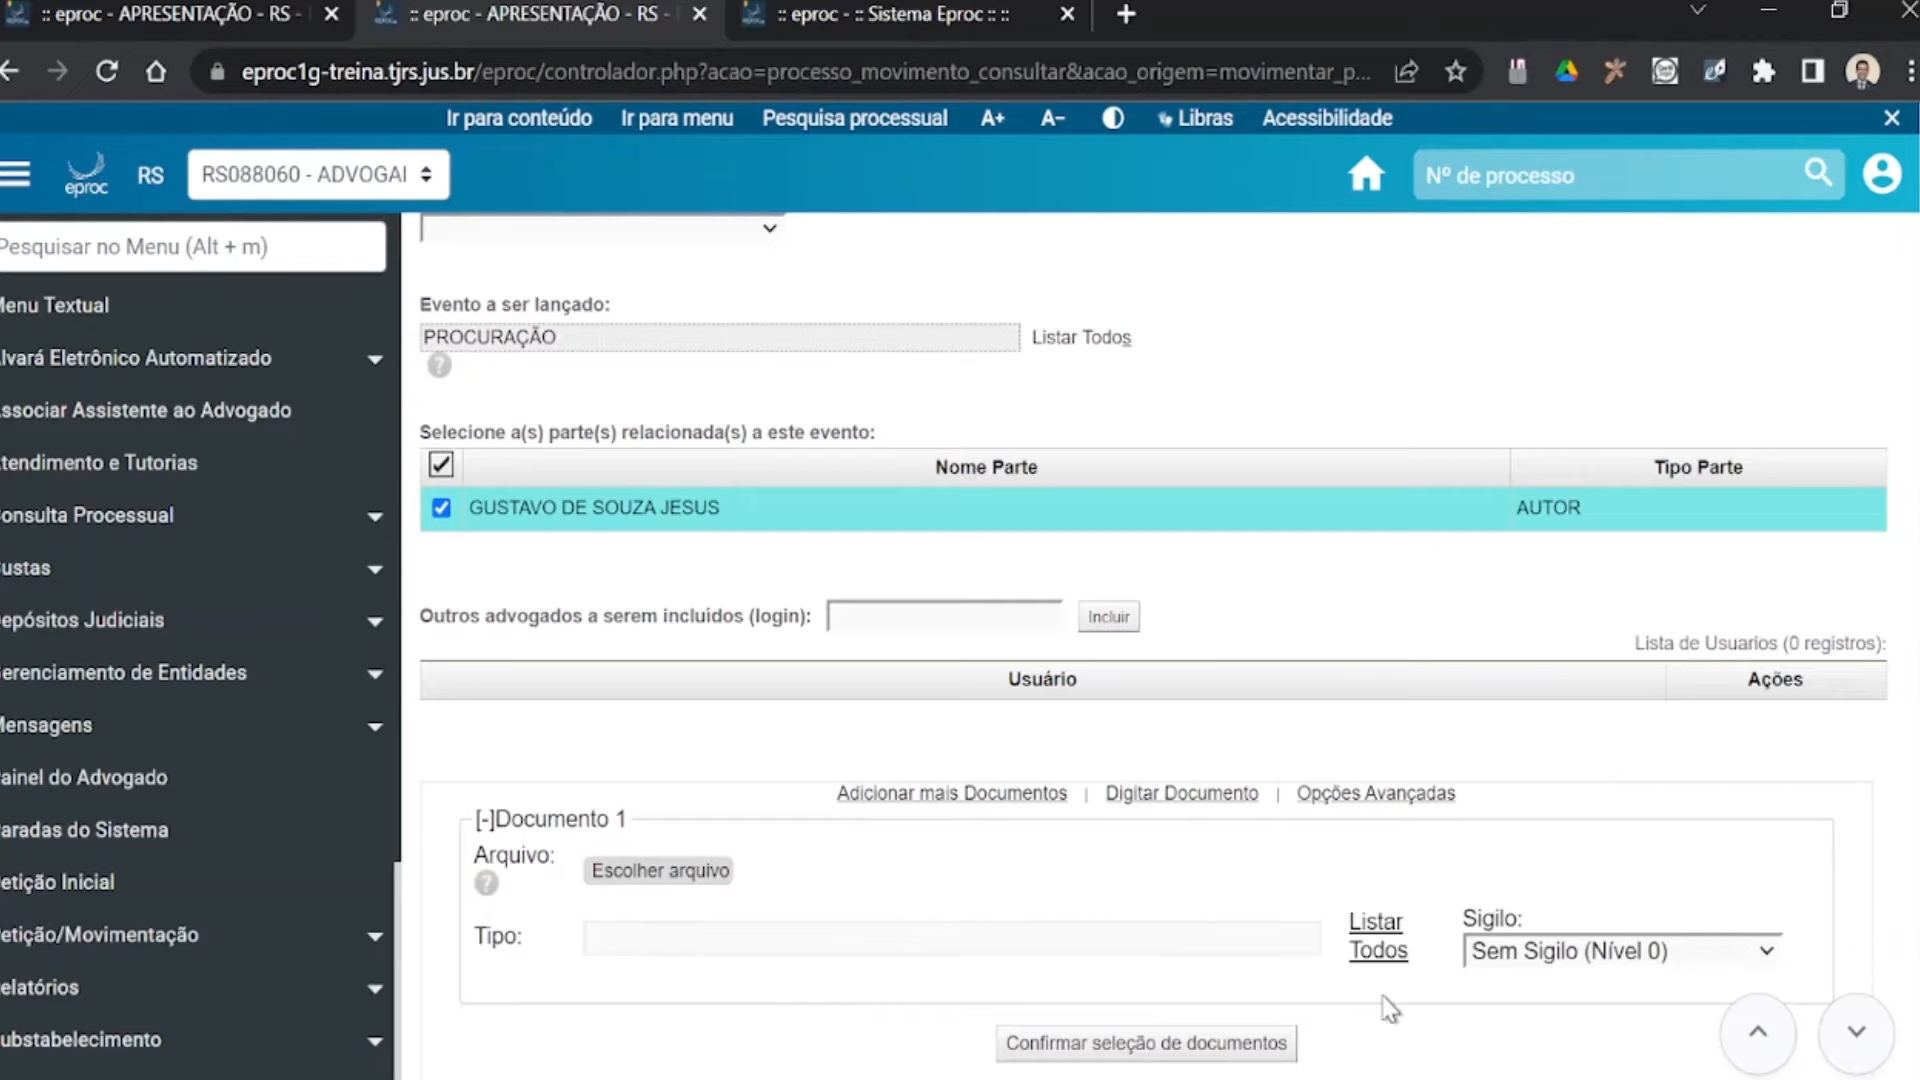 :: eproc - APRESENTAÇÃO - RS -
:: eproc - APRESENTAÇÃO - RS -
:: eproc - :: Sistema Eproc :: ::
eproc1g-treina.tjrs.jus.br/eproc/controlador.php?acao=processo_movimento_consultar&acao_origem=movimentar_p...
Ir para conteúdo
Ir para menu
Pesquisa processual
A+
A-
Libras
Acessibilidade
eproc
RS
RS088060 - ADVOGAI
Nº de processo
Pesquisar no Menu (Alt + m)
Menu Textual
lvará Eletrônico Automatizado
ssociar Assistente ao Advogado
tendimento e Tutorias
onsulta Processual
ustas
epósitos Judiciais
erenciamento de Entidades
Mensagens
ainel do Advogado
aradas do Sistema
etição Inicial
etição/Movimentação
elatórios
ubstabelecimento
Evento a ser lançado:
PROCURAÇÃO
Listar Todos
?
Selecione a(s) parte(s) relacionada(s) a este evento:
Nome Parte
Tipo Parte
GUSTAVO DE SOUZA JESUS
AUTOR
Outros advogados a serem incluídos (login):
Incluir
Lista de Usuarios (0 registros):
Usuário
Ações
Adicionar mais Documentos | Digitar Documento | Opções Avançadas
[-]Documento 1
Arquivo:
?
Escolher arquivo
Tipo:
Listar
Todos
Sigilo:
Sem Sigilo (Nível 0)
Confirmar seleção de documentos